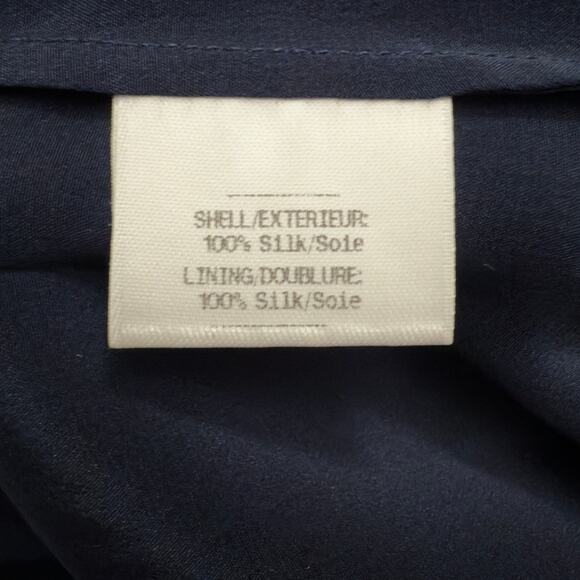 SHELL/EXTERIEUR:
100% Silk/Soie
LINING/DOUBLURE:
100% Silk/Soie